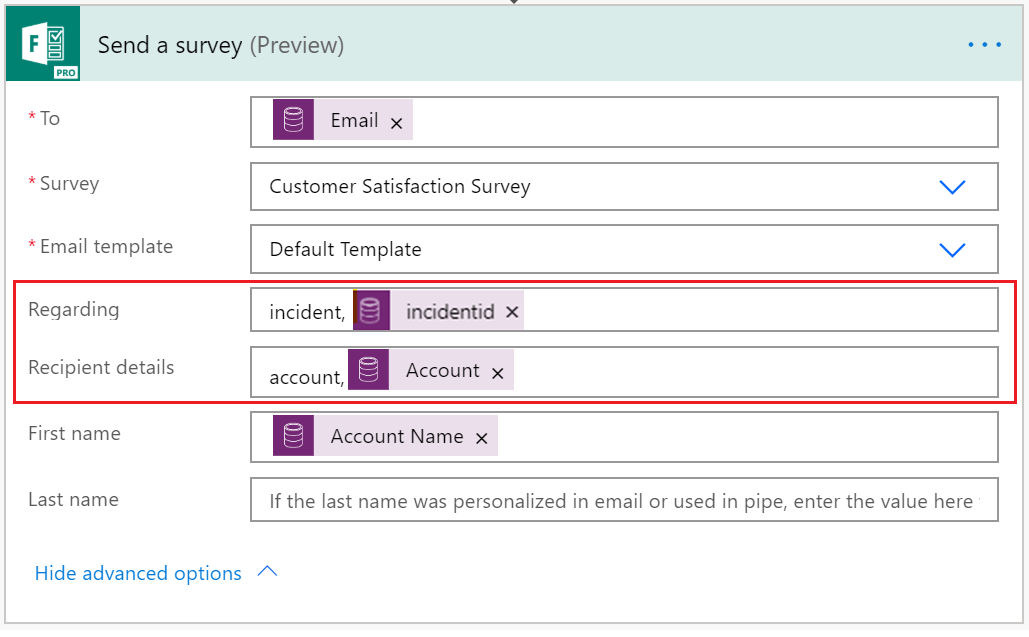 F
PRO
Send a survey (Preview)
* To
Email ×
* Survey
Customer Satisfaction Survey
* Email template
Default Template
Regarding
incident, incidentid ×
Recipient details
account, Account ×
First name
Account Name ×
Last name
If the last name was personalized in email or used in pipe, enter the value here
Hide advanced options